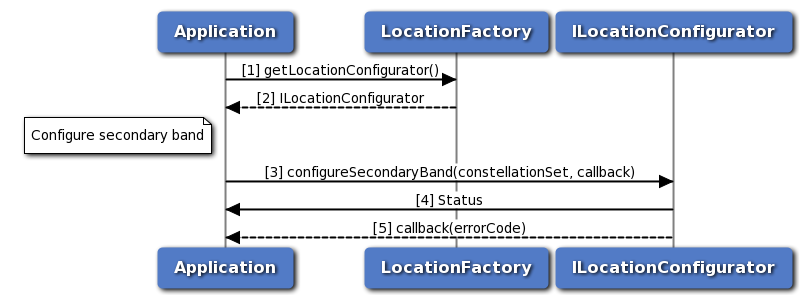 Application
LocationFactory
ILocationConfigurator
[1] getLocationConfigurator()
[2] ILocationConfigurator
Configure secondary band
[3] configureSecondaryBand(constellationSet, callback)
[4] Status
[5] callback(errorCode)
Application
LocationFactory
ILocationConfigurator